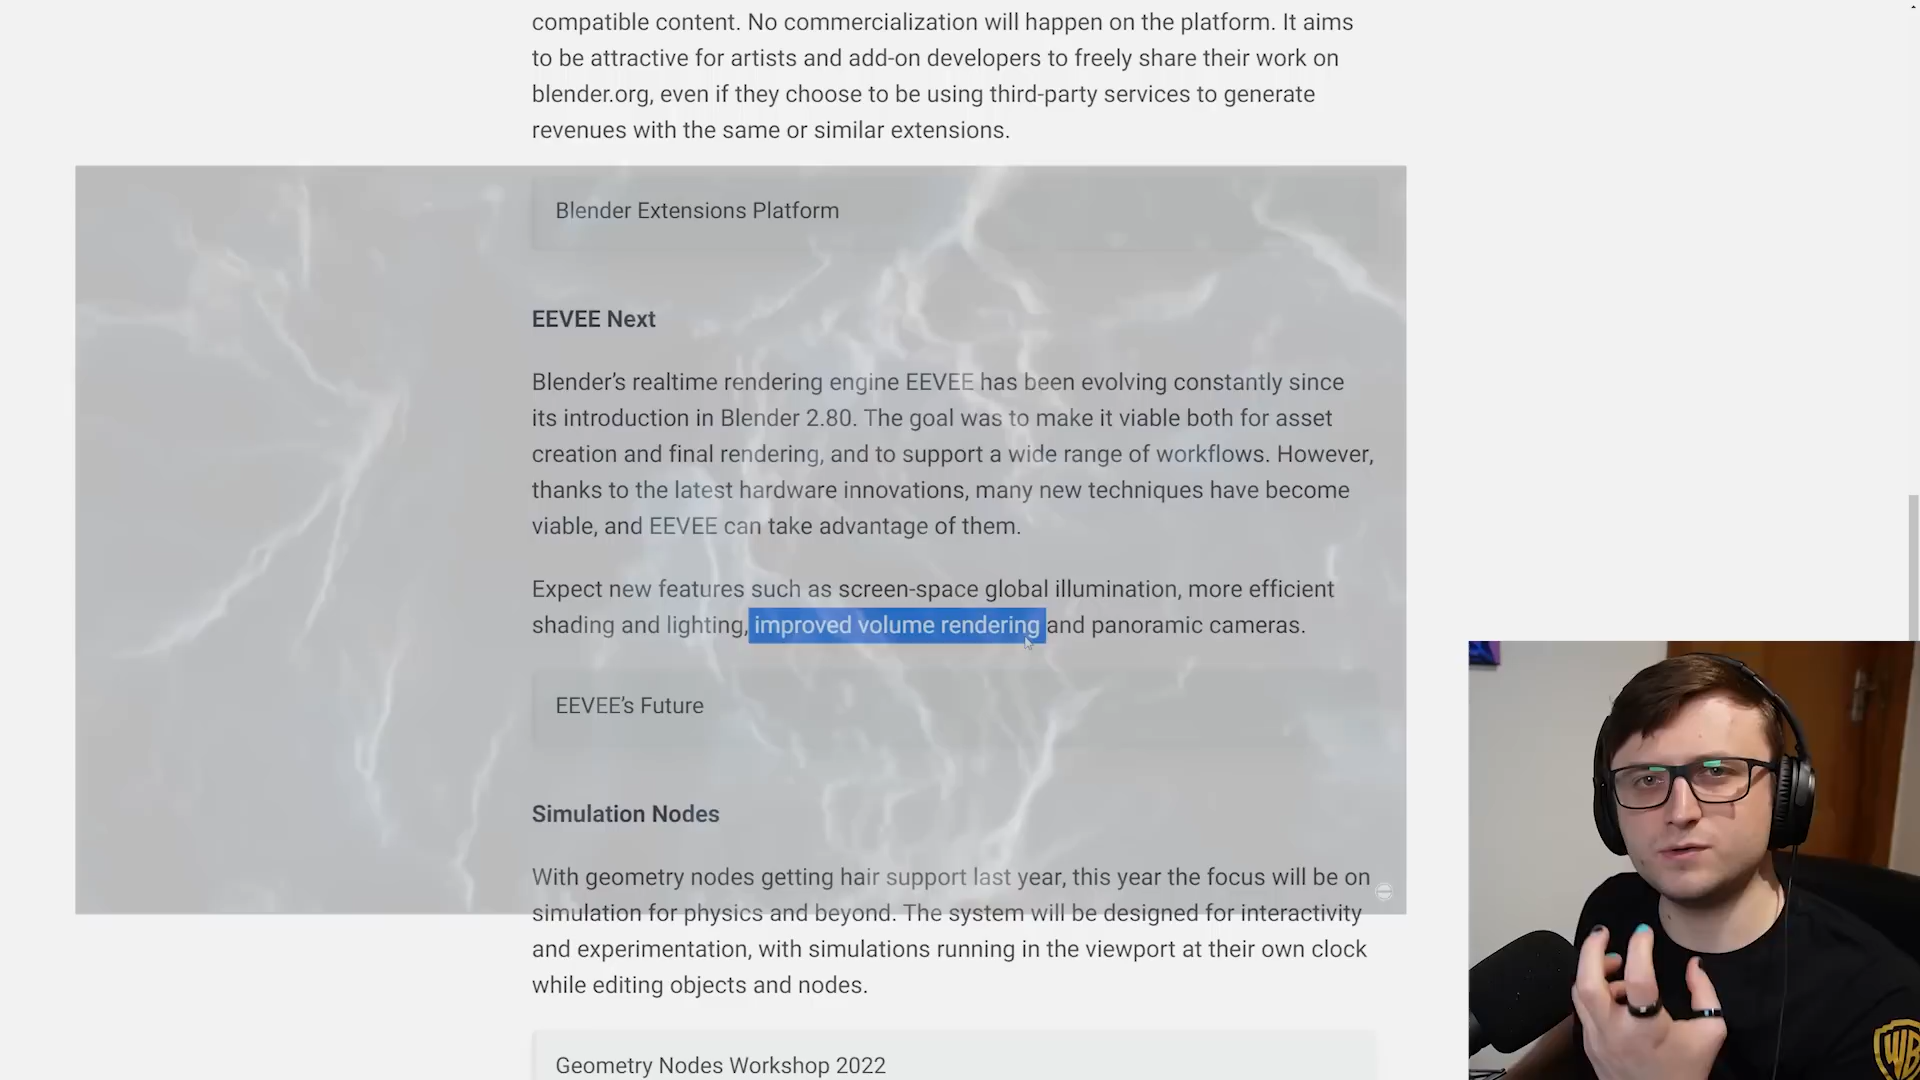 compatible content. No commercialization will happen on the platform. It aims
to be attractive for artists and add-on developers to freely share their work on
blender.org, even if they choose to be using third-party services to generate
revenues with the same or similar extensions.
Blender Extensions Platform
EEVEE Next
Blender’s realtime rendering engine EEVEE has been evolving constantly since
its introduction in Blender 2.80. The goal was to make it viable both for asset
creation and final rendering, and to support a wide range of workflows. However,
thanks to the latest hardware innovations, many new techniques have become
viable, and EEVEE can take advantage of them.
Expect new features such as screen-space global illumination, more efficient
shading and lighting, improved volume rendering and panoramic cameras.
EEVEE’s Future
Simulation Nodes
With geometry nodes getting hair support last year, this year the focus will be on
simulation for physics and beyond. The system will be designed for interactivity
and experimentation, with simulations running in the viewport at their own clock
while editing objects and nodes.
Geometry Nodes Workshop 2022
WB